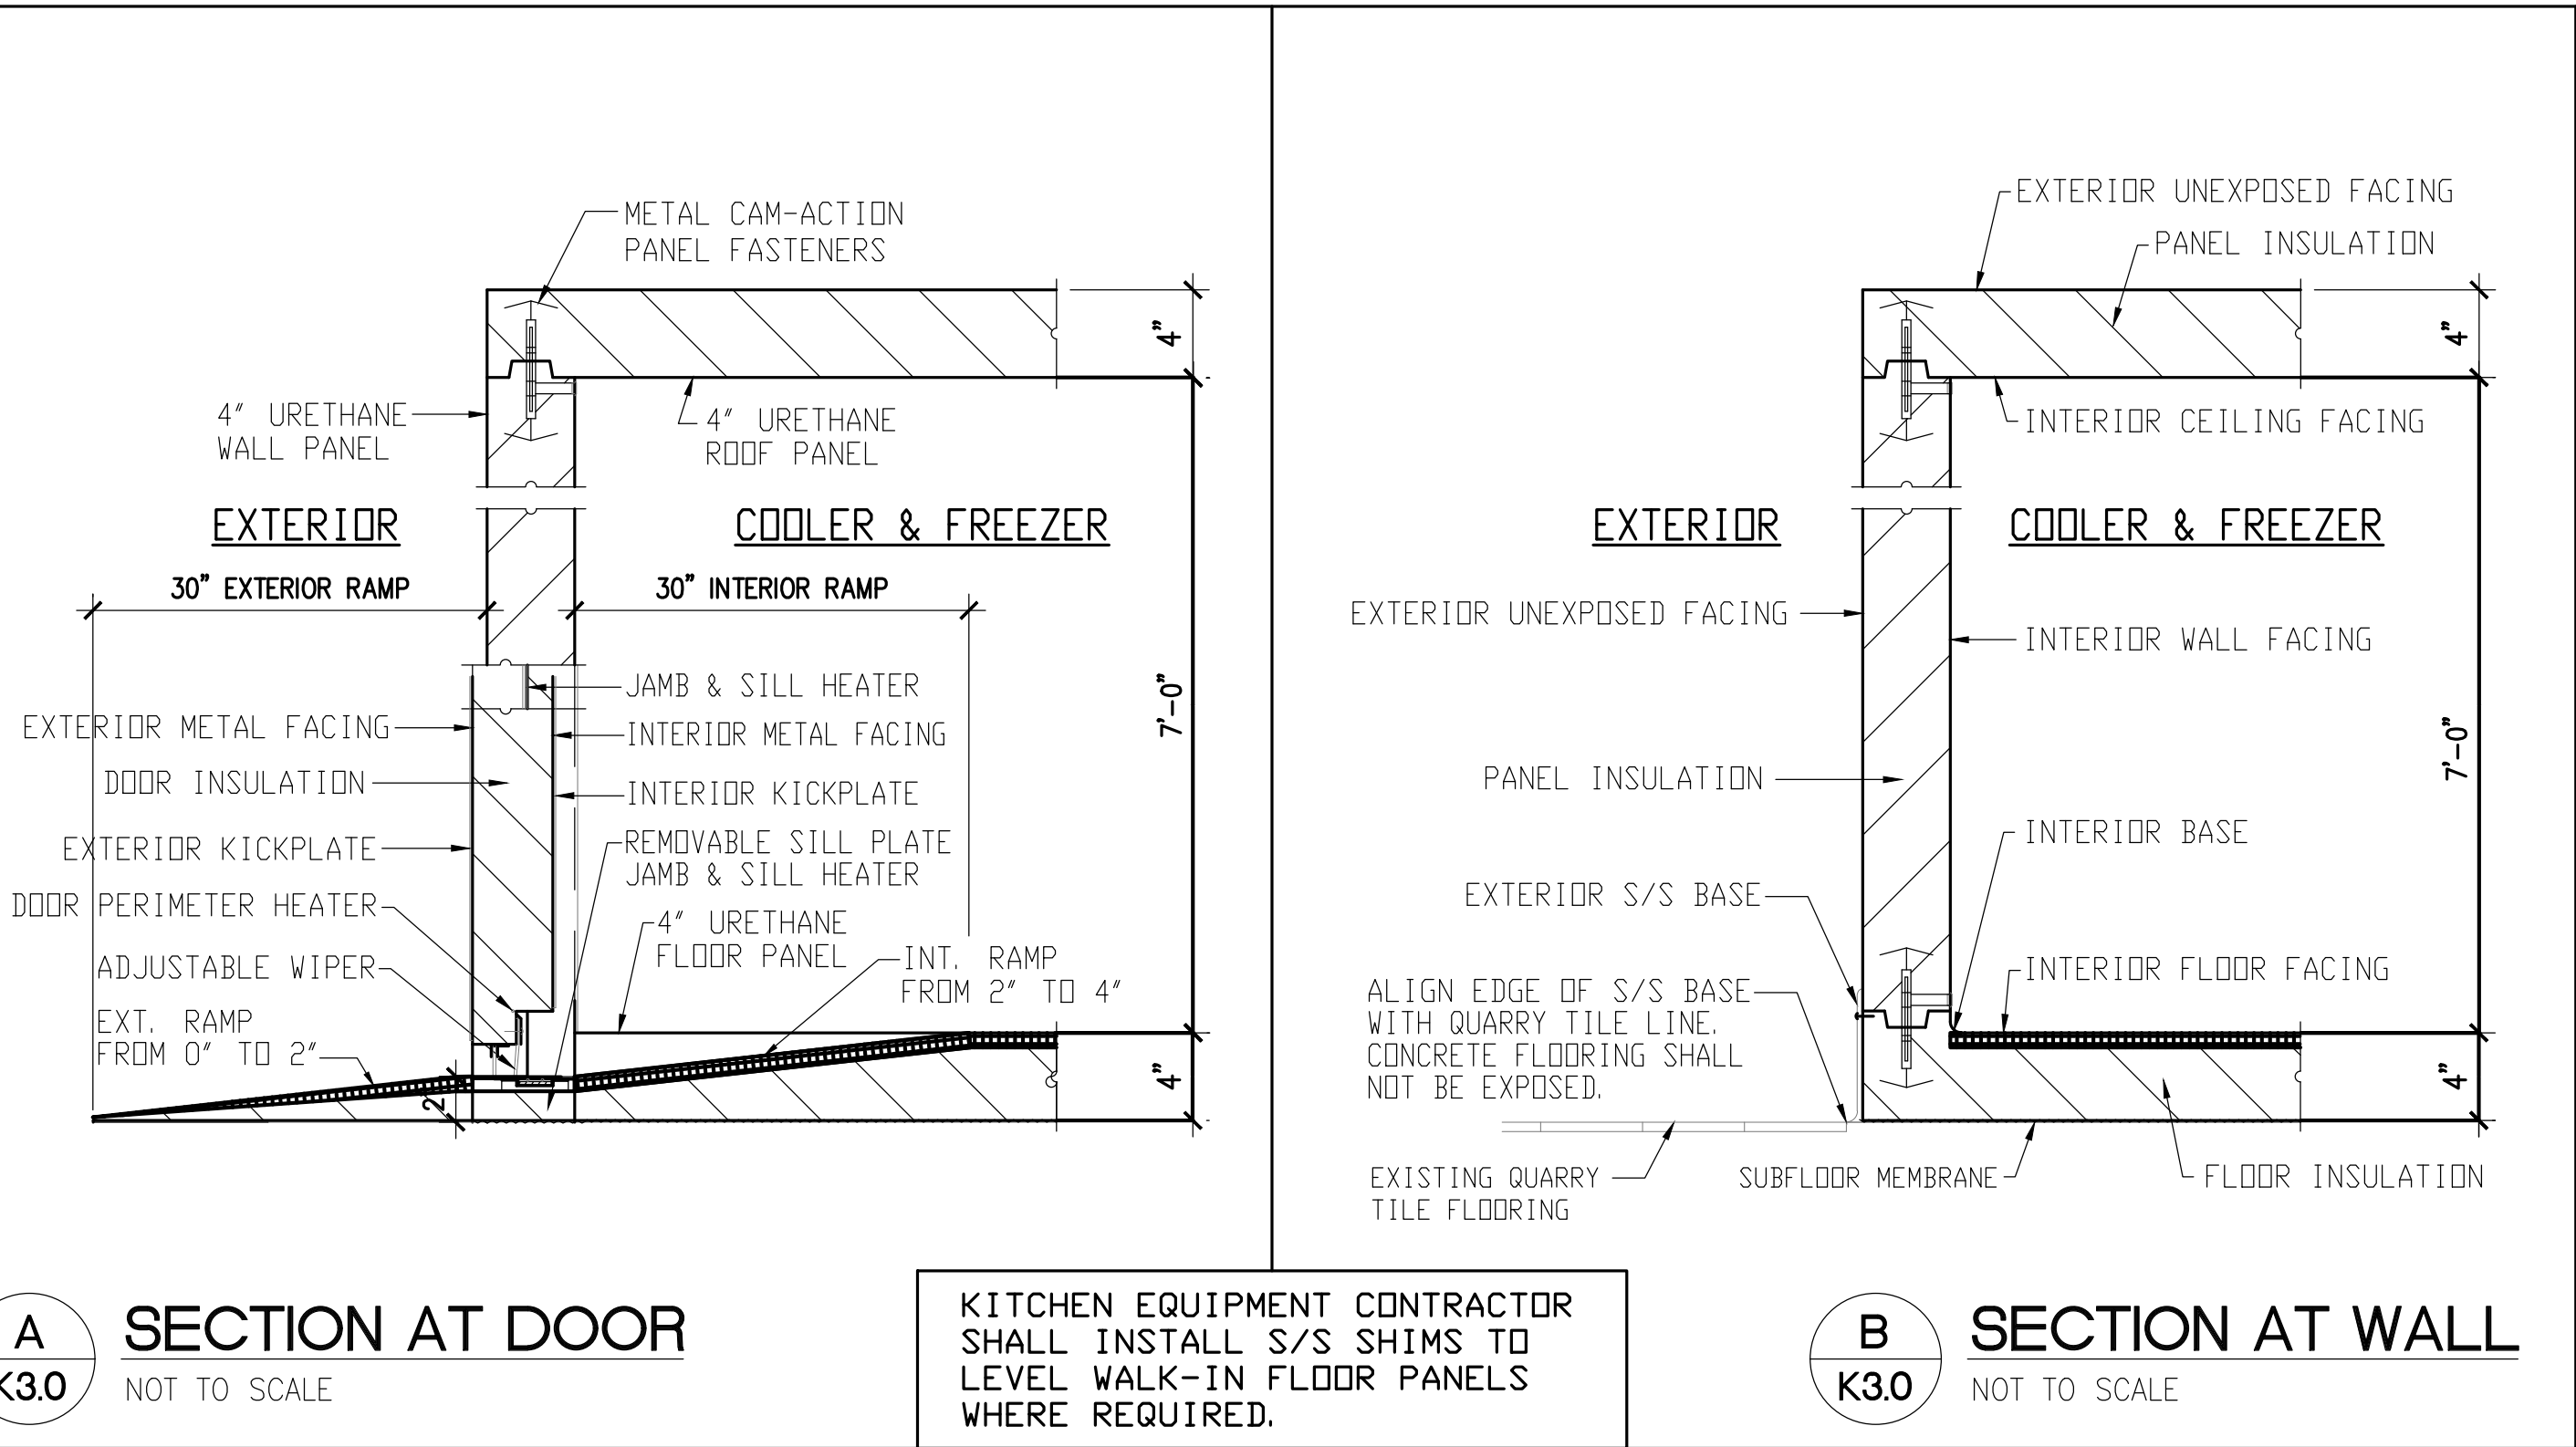 METAL CAM-ACTION
PANEL FASTENERS
4"
4" URETHANE
WALL PANEL
4" URETHANE
ROOF PANEL
EXTERIOR
COOLER & FREEZER
30" EXTERIOR RAMP
30" INTERIOR RAMP
7'-0"
JAMB & SILL HEATER
EXTERIOR METAL FACING
INTERIOR METAL FACING
DOOR INSULATION
INTERIOR KICKPLATE
EXTERIOR KICKPLATE
REMOVABLE SILL PLATE
JAMB & SILL HEATER
DOOR PERIMETER HEATER
4" URETHANE
FLOOR PANEL
ADJUSTABLE WIPER
INT. RAMP
FROM 2" TO 4"
EXT. RAMP
FROM 0" TO 2"
2"
4"
A
K3.0
SECTION AT DOOR
NOT TO SCALE
EXTERIOR UNEXPOSED FACING
PANEL INSULATION
4"
INTERIOR CEILING FACING
EXTERIOR
COOLER & FREEZER
EXTERIOR UNEXPOSED FACING
INTERIOR WALL FACING
7'-0"
PANEL INSULATION
INTERIOR BASE
EXTERIOR S/S BASE
INTERIOR FLOOR FACING
ALIGN EDGE OF S/S BASE
WITH QUARRY TILE LINE.
CONCRETE FLOORING SHALL
NOT BE EXPOSED.
4"
EXISTING QUARRY
TILE FLOORING
SUBFLOOR MEMBRANE
FLOOR INSULATION
KITCHEN EQUIPMENT CONTRACTOR
SHALL INSTALL S/S SHIMS TO
LEVEL WALK-IN FLOOR PANELS
WHERE REQUIRED.
B
K3.0
SECTION AT WALL
NOT TO SCALE